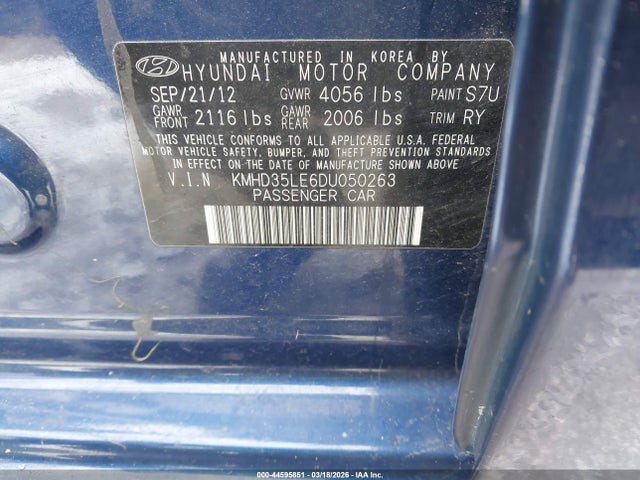 MANUFACTURED IN KOREA BY
HYUNDAI MOTOR COMPANY
SEP/21/12 GVWR 4056 lbs PAINT S7U
GAWR FRONT 2116 lbs GAWR REAR 2006 lbs TRIM RY
THIS VEHICLE CONFORMS TO ALL APPLICABLE U.S.A. FEDERAL
MOTOR VEHICLE SAFETY, BUMPER, AND THEFT PREVENTION STANDARDS
IN EFFECT ON THE DATE OF MANUFACTURE SHOWN ABOVE
V.I.N KMHD35LE6DU050263
PASSENGER CAR
000-44595851 | 03/18/2026 | IAA Inc.